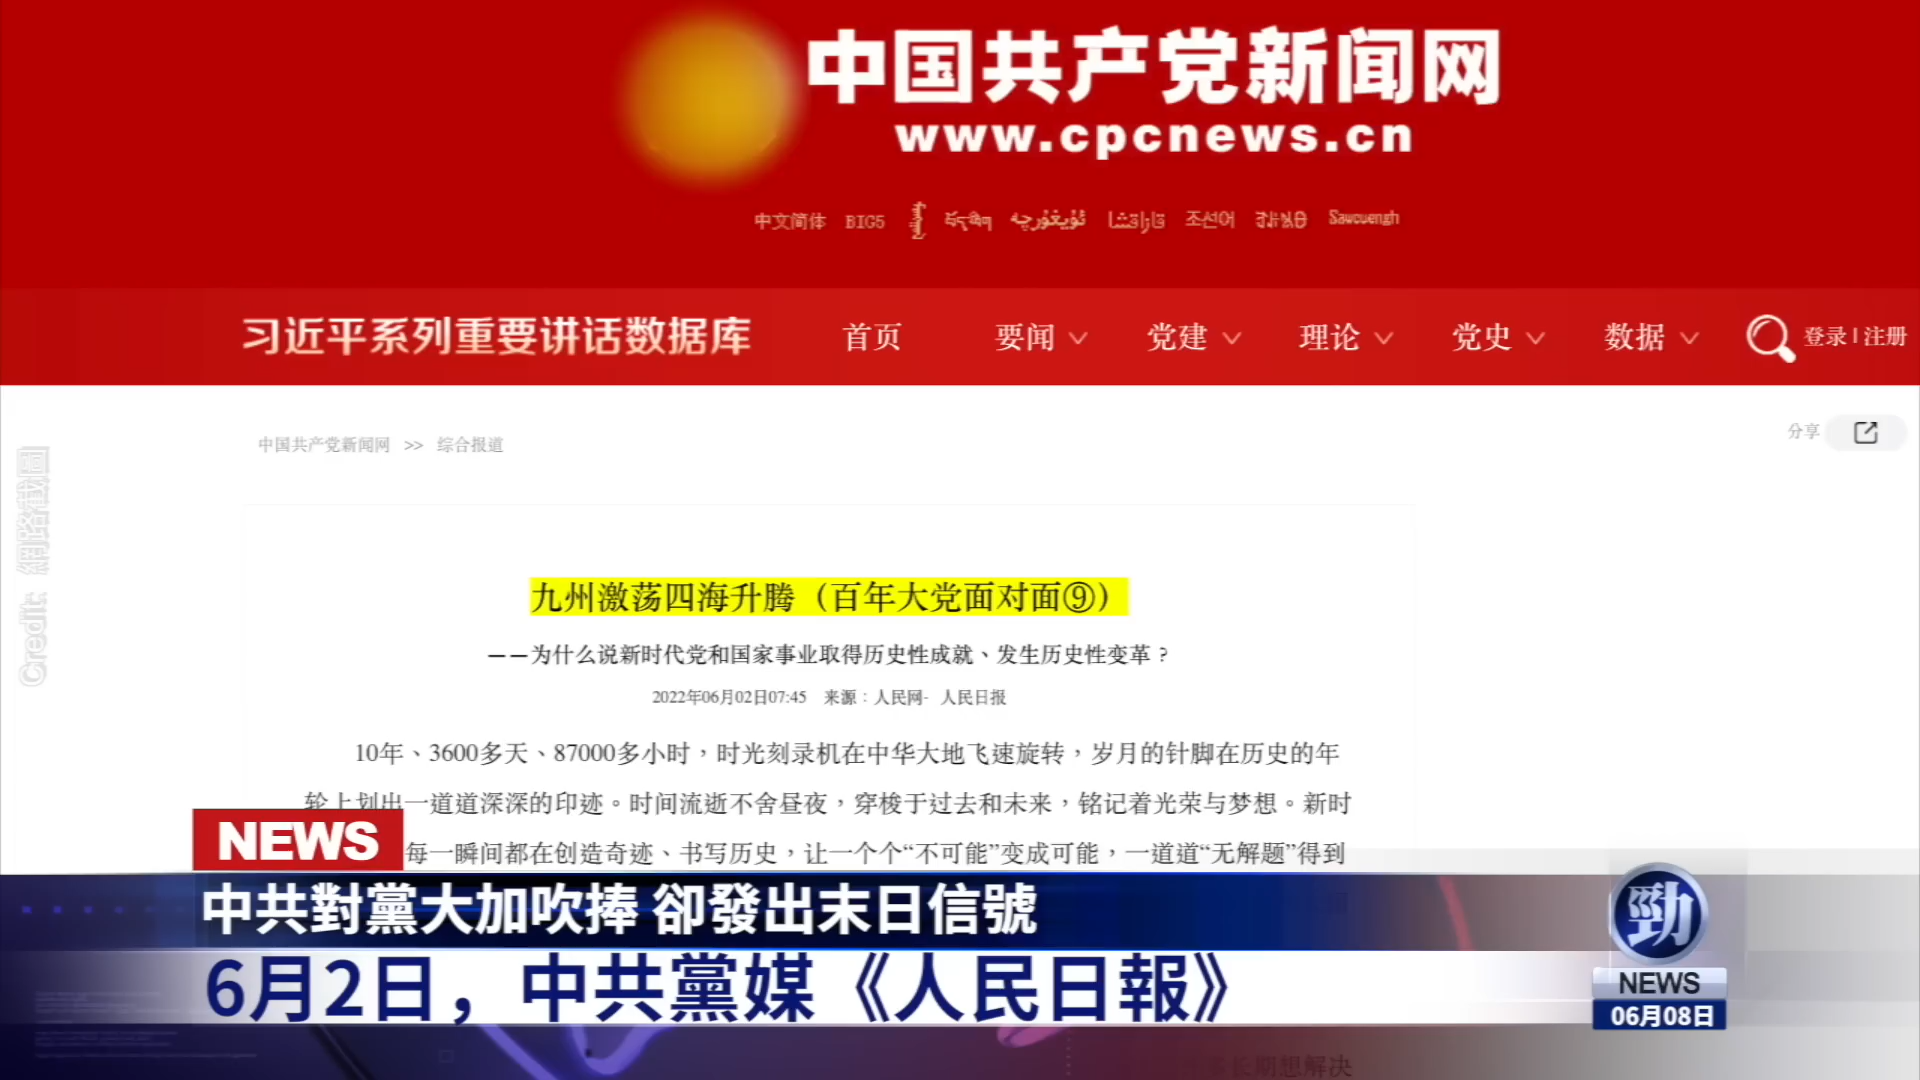 中国共产党新闻网
www.cpcnews.cn
中文简体 BIG5 བོད་ཡིག ئۇيغۇرچە قازاقشا 조선어 Sawcuengh
习近平系列重要讲话数据库 首页 要闻 党建 理论 党史 数据 登录 | 注册
中国共产党新闻网 >> 综合报道
分享
Credit: 網路截圖
九州激荡四海升腾（百年大党面对面⑨）
——为什么说新时代党和国家事业取得历史性成就、发生历史性变革？
2022年06月02日07:45 来源：人民网-人民日报
10年、3600多天、87000多小时，时光刻录机在中华大地飞速旋转，岁月的针脚在历史的年
轮上划出一道道深深的印迹。时间流逝不舍昼夜，穿梭于过去和未来，铭记着光荣与梦想。新时
每一瞬间都在创造奇迹、书写历史，让一个个“不可能”变成可能，一道道“无解题”得到
NEWS
中共對黨大加吹捧 卻發出末日信號
6月2日，中共黨媒《人民日報》
勁
NEWS
06月08日
长期想解决